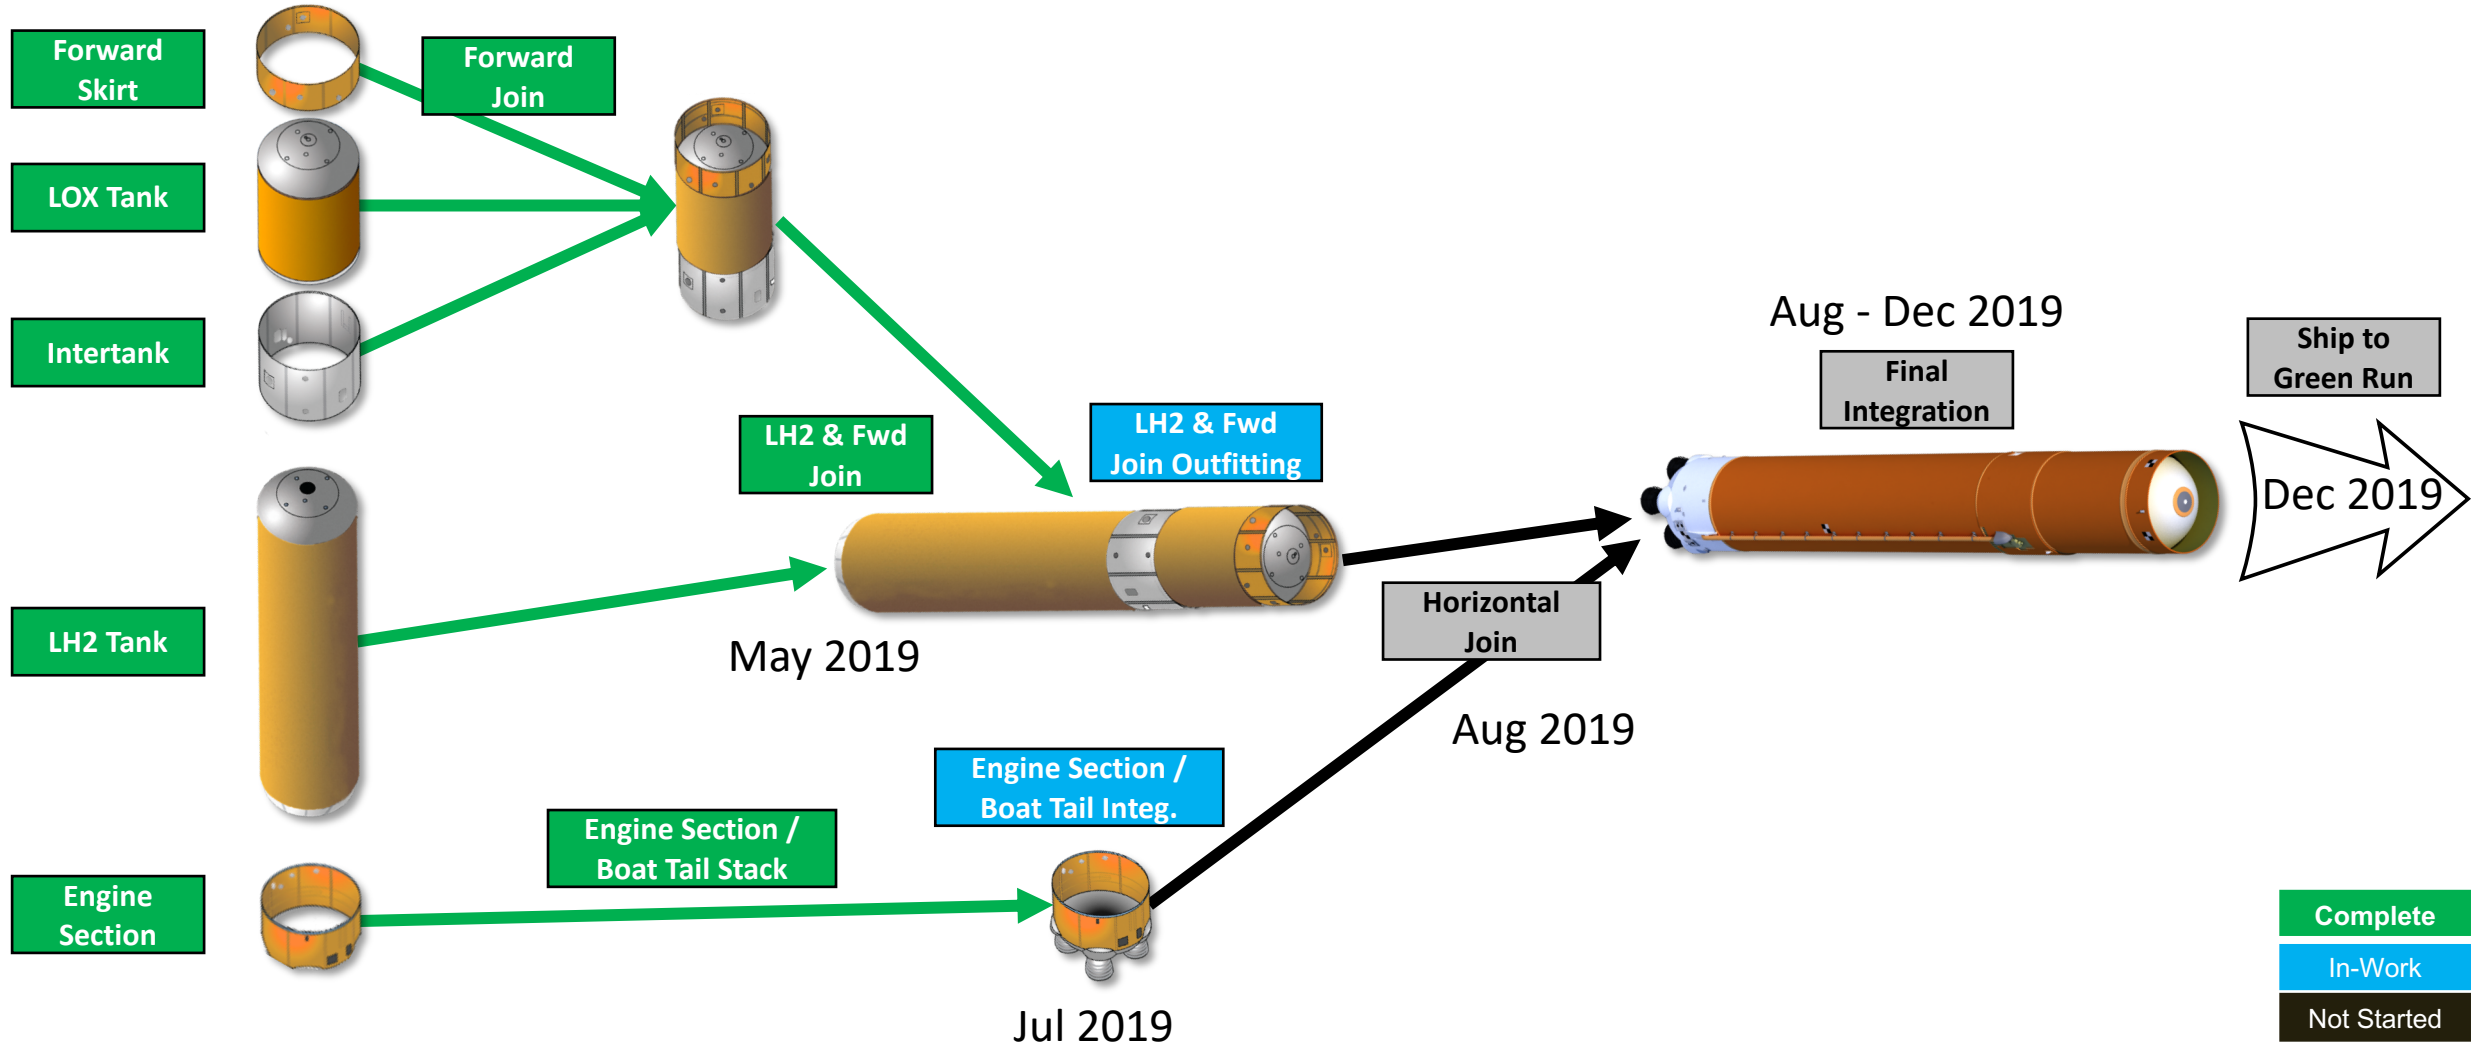 Forward
Skirt
Forward
Join
LOX Tank
Intertank
LH2 & Fwd
Join
LH2 & Fwd
Join Outfitting
Aug - Dec 2019
Final
Integration
Ship to
Green Run
Dec 2019
LH2 Tank
May 2019
Horizontal
Join
Aug 2019
Engine Section /
Boat Tail Integ.
Engine Section /
Boat Tail Stack
Engine
Section
Jul 2019
Complete
In-Work
Not Started